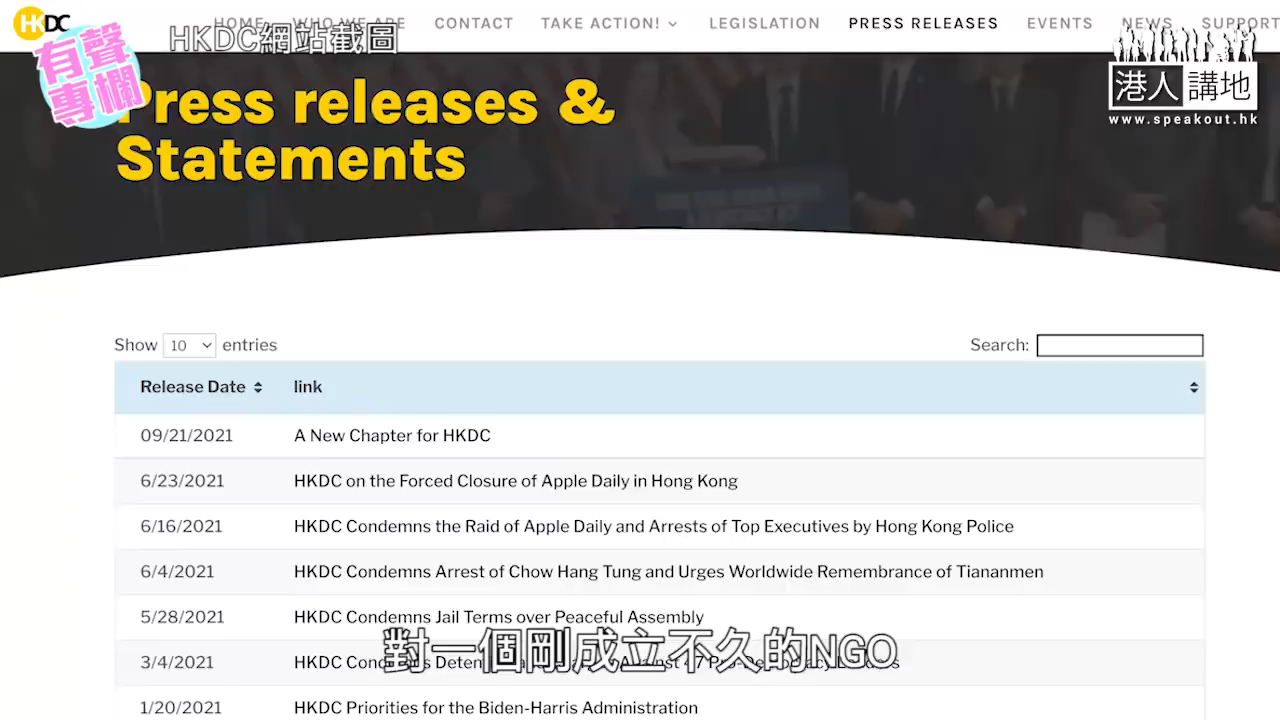 HKDC
HOME WHO WE ARE CONTACT TAKE ACTION! LEGISLATION PRESS RELEASES EVENTS NEWS SUPPORT
HKDC網站截圖
有聲
專欄
港人講地
www.speakout.hk
Press releases &
Statements
Show 10 entries
Search:
Release Date link
09/21/2021 A New Chapter for HKDC
6/23/2021 HKDC on the Forced Closure of Apple Daily in Hong Kong
6/16/2021 HKDC Condemns the Raid of Apple Daily and Arrests of Top Executives by Hong Kong Police
6/4/2021 HKDC Condemns Arrest of Chow Hang Tung and Urges Worldwide Remembrance of Tiananmen
5/28/2021 HKDC Condemns Jail Terms over Peaceful Assembly
3/4/2021 HKDC Against 47 Pro-Democracy
對一個剛成立不久的NGO
1/20/2021 HKDC Priorities for the Biden-Harris Administration